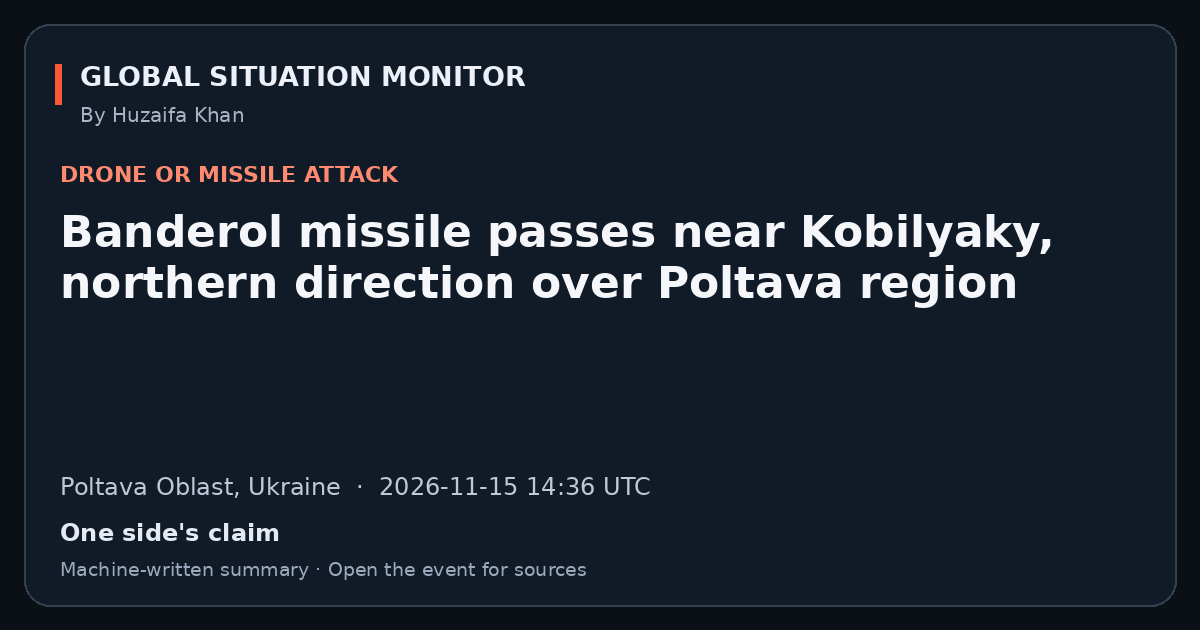 GLOBAL SITUATION MONITOR
By Huzaifa Khan
DRONE OR MISSILE ATTACK
Banderol missile passes near Kobilyaky,
northern direction over Poltava region
Poltava Oblast, Ukraine · 2026-11-15 14:36 UTC
One side's claim
Machine-written summary · Open the event for sources